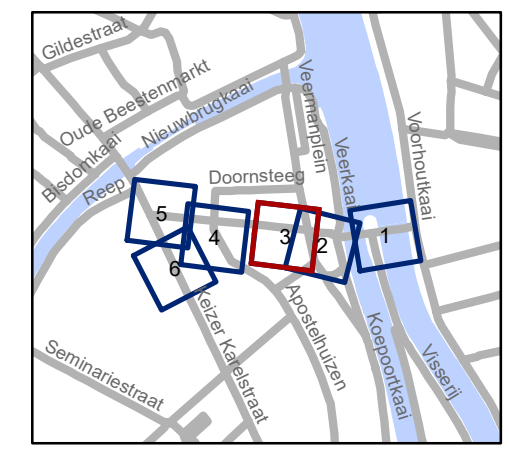 Gildestraat
Oude Beestenmarkt
Nieuwbrugkaai
Bisdomkaai
Reep
Veermanplein
Voorhoutkaai
Veerkaai
Doornsteeg
5
4
3
2
1
6
Keizer Karelstraat
Apostelhuizen
Koepoortkaai
Visserij
Seminariestraat